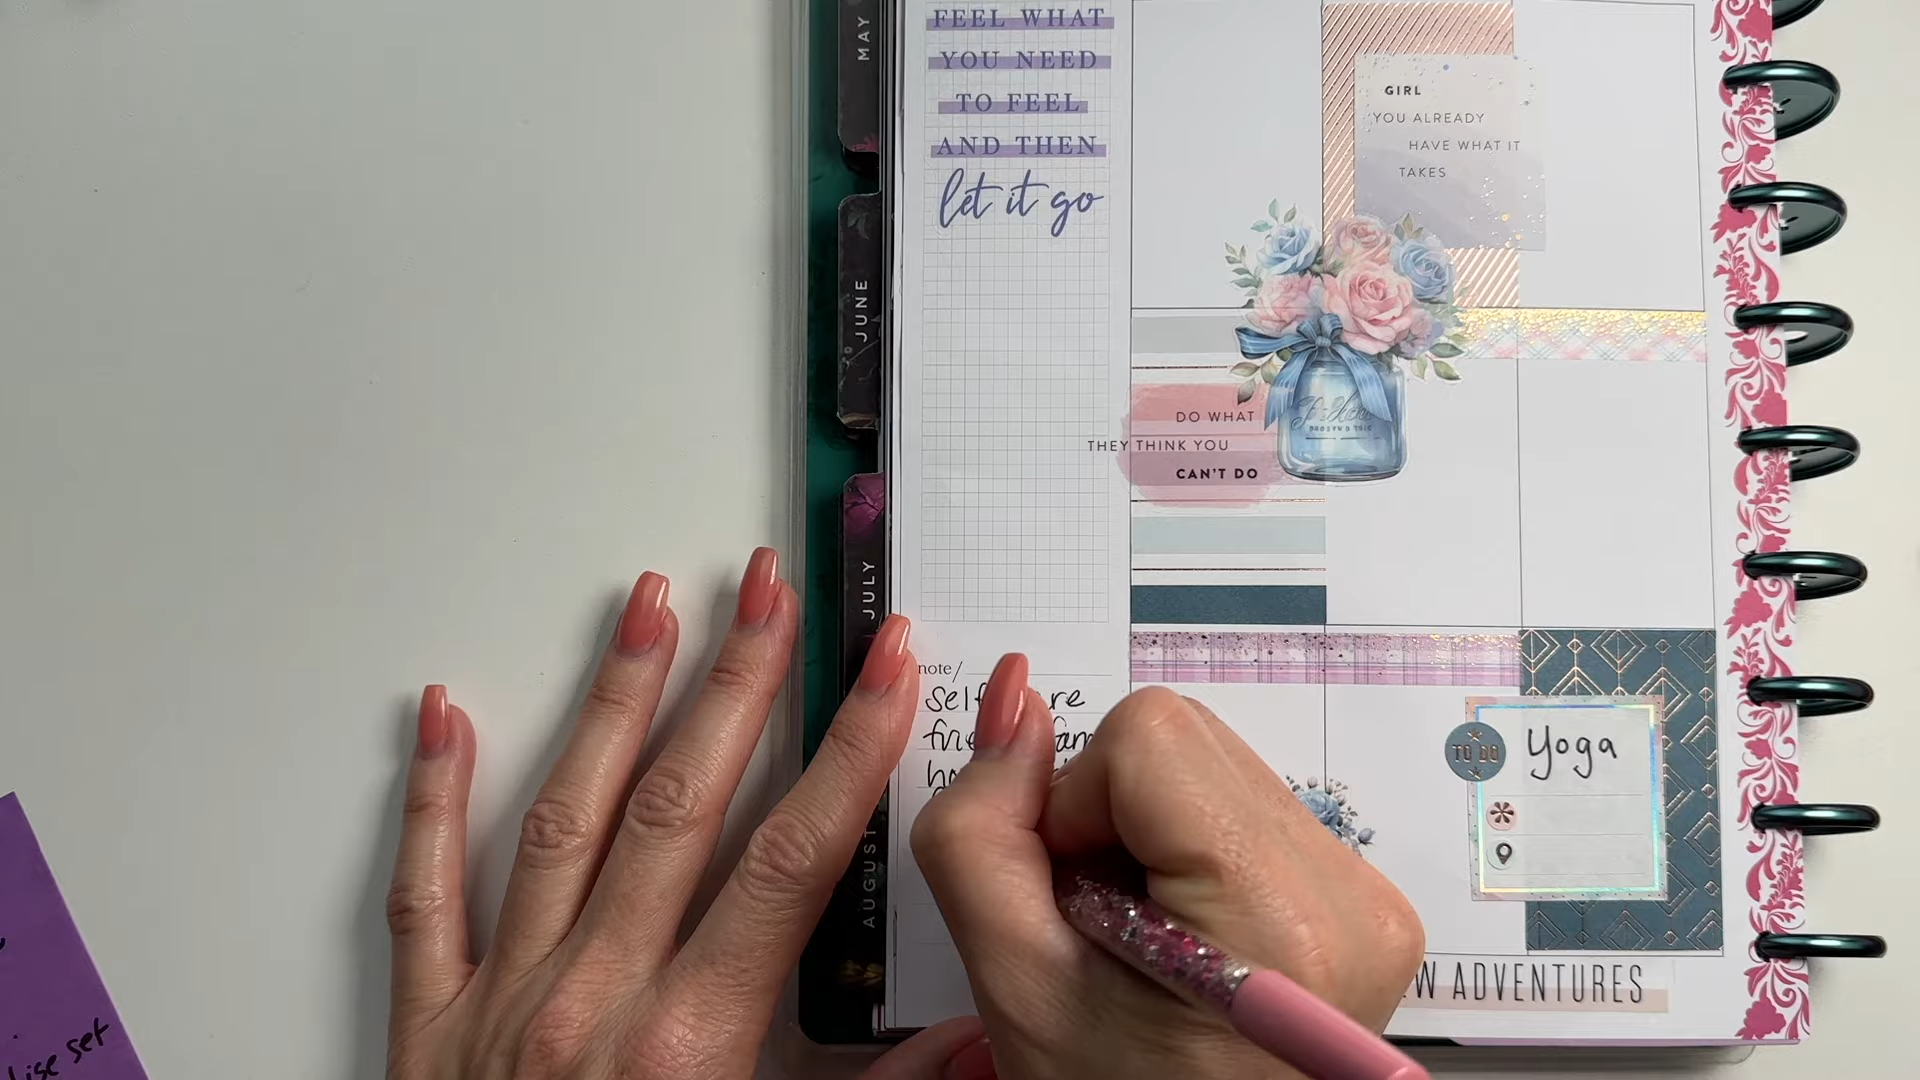 MAY
JUNE
JULY
AUGUST
FEEL WHAT
YOU NEED
TO FEEL
AND THEN
let it go
GIRL
YOU ALREADY
HAVE WHAT IT
TAKES
DO WHAT
THEY THINK YOU
CAN'T DO
note/
TO DO
Yoga
ADVENTURES
set